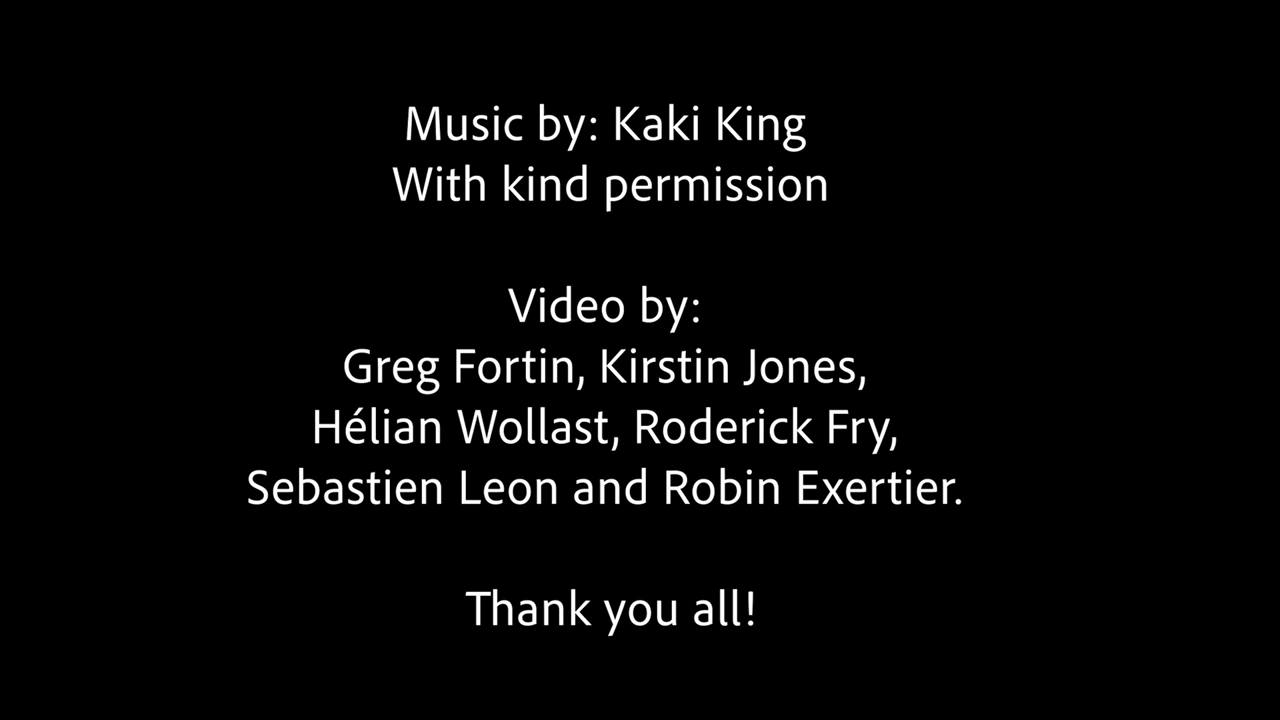 Music by: Kaki King
With kind permission
Video by:
Greg Fortin, Kirstin Jones,
Hélian Wollast, Roderick Fry,
Sebastien Leon and Robin Exertier.
Thank you all!